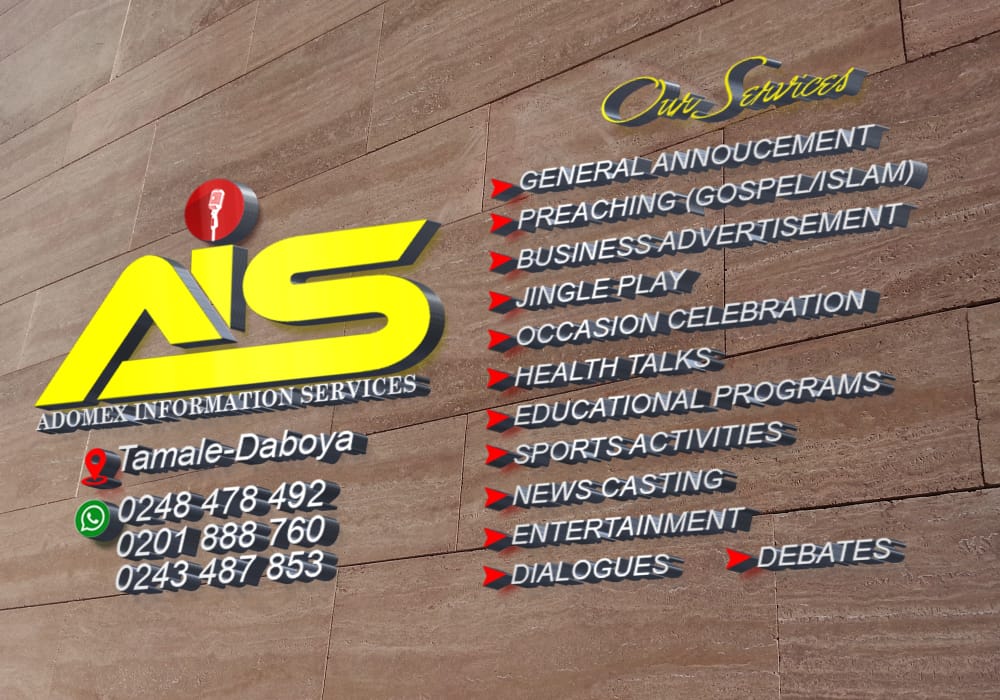 AIS
ADOMEX INFORMATION SERVICES
Tamale-Daboya
0248 478 492
0201 888 760
0243 487 853
Our Services
GENERAL ANNOUCEMENT
PREACHING (GOSPEL/ISLAM)
BUSINESS ADVERTISEMENT
JINGLE PLAY
OCCASION CELEBRATION
HEALTH TALKS
EDUCATIONAL PROGRAMS
SPORTS ACTIVITIES
NEWS CASTING
ENTERTAINMENT
DIALOGUES DEBATES